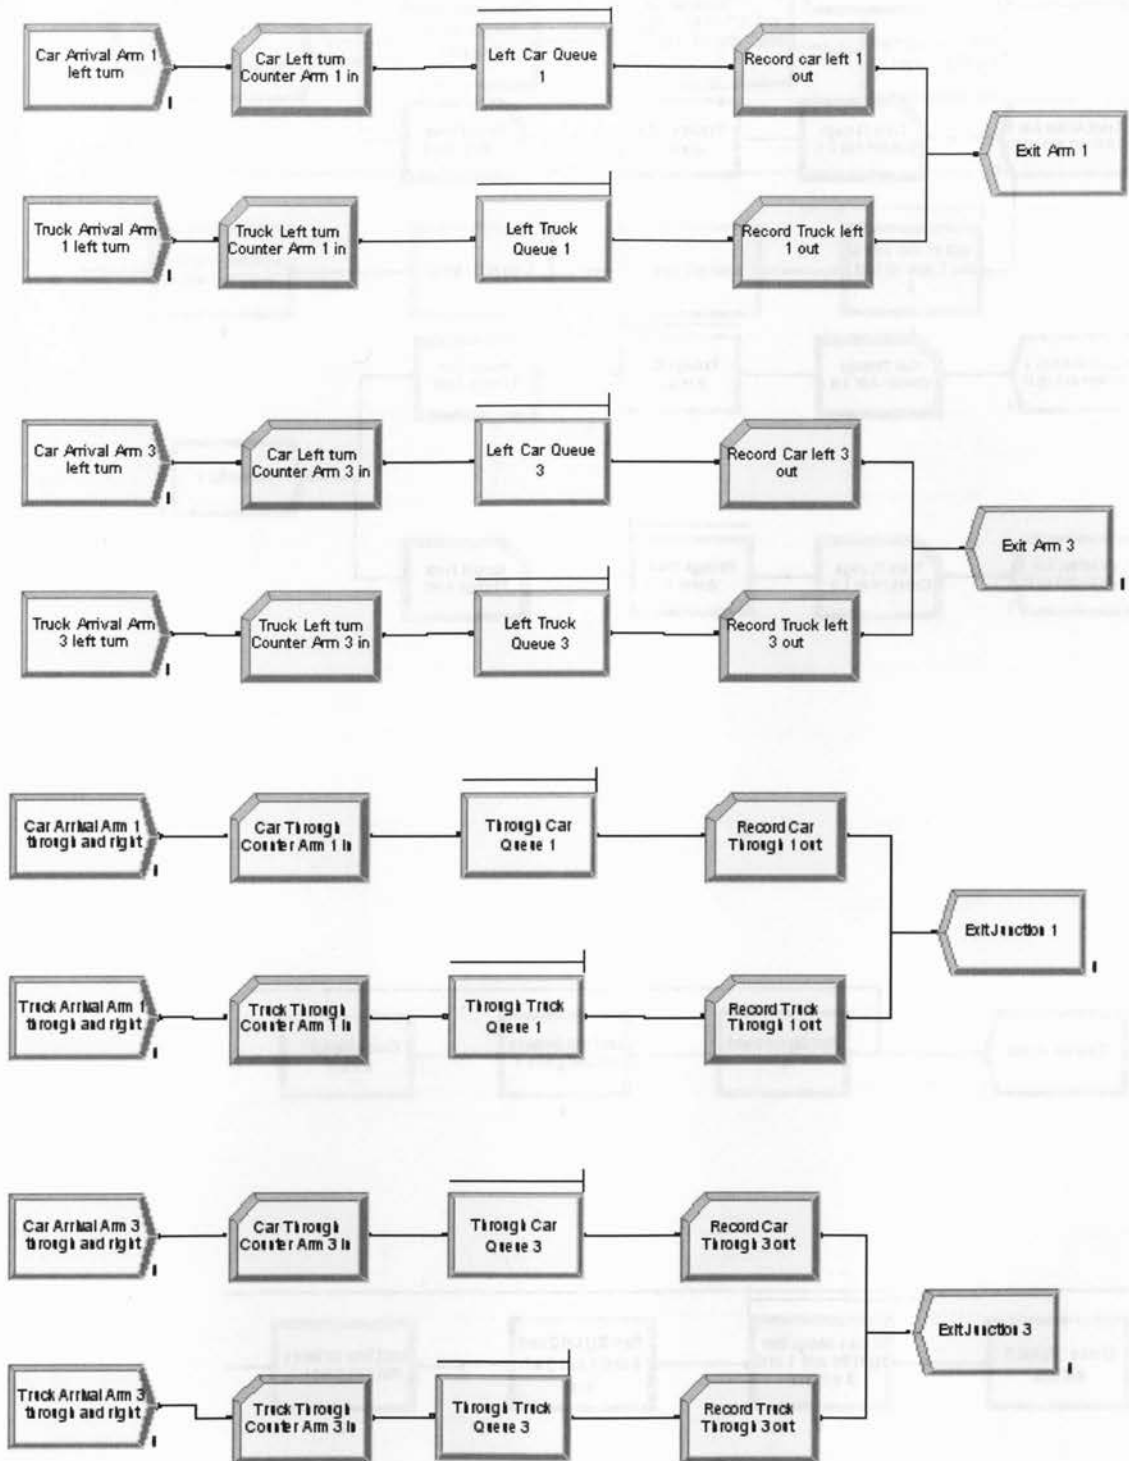 Car Arrival Arm 1
left turn
Car Left turn
Counter Arm 1 in
Left Car Queue
1
Record car left 1
out
Exit Arm 1
Truck Arrival Arm
1 left turn
Truck Left turn
Counter Arm 1 in
Left Truck
Queue 1
Record Truck left
1 out
Car Arrival Arm 3
left turn
Car Left turn
Counter Arm 3 in
Left Car Queue
3
Record Car left 3
out
Exit Arm 3
Truck Arrival Arm
3 left turn
Truck Left turn
Counter Arm 3 in
Left Truck
Queue 3
Record Truck left
3 out
Car Arrival Arm 1
through and right
Car Through
Counter Arm 1 in
Through Car
Queue 1
Record Car
Through 1 out
Exit Junction 1
Truck Arrival Arm 1
through and right
Truck Through
Counter Arm 1 in
Through Truck
Queue 1
Record Truck
Through 1 out
Car Arrival Arm 3
through and right
Car Through
Counter Arm 3 in
Through Car
Queue 3
Record Car
Through 3 out
Exit Junction 3
Truck Arrival Arm 3
through and right
Truck Through
Counter Arm 3 in
Through Truck
Queue 3
Record Truck
Through 3 out